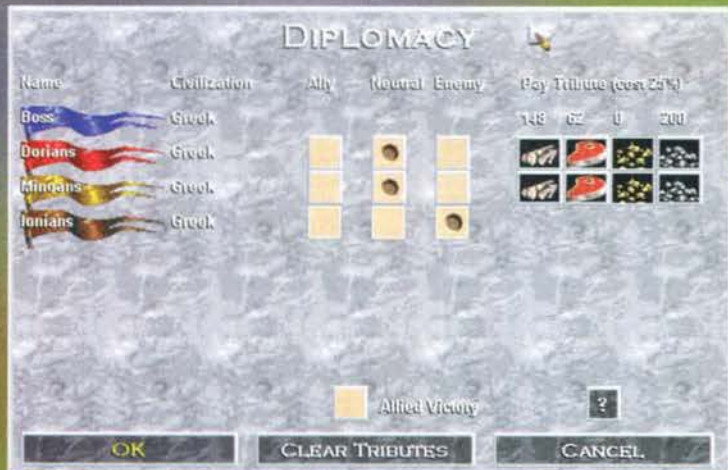 DIPLOMACY
Name Civilization Ally Neutral Enemy Pay Tribute (cost 25%)
Boss Greek 148 62 0 200
Dorians Greek
Mingans Greek
Ionians Greek
Allied Victory ?
OK CLEAR TRIBUTES CANCEL